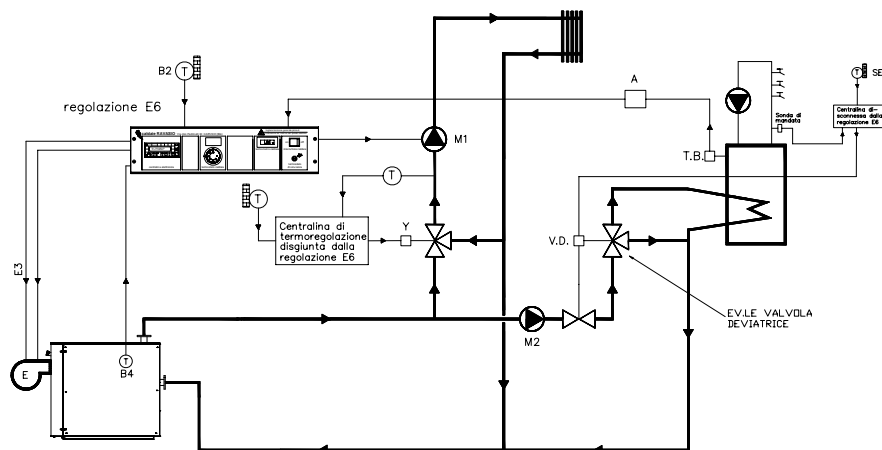 B2
T
regolazione E6
M1
A
T
SE
Centralina di-
sconnessa dalla
regolazione E6
Sonda di
mandata
T.B.
T
T
Centralina di
termoregolazione
disgiunta dalla
regolazione E6
Y
V.D.
E3
M2
EV.LE VALVOLA
DEVIATRICE
E
T
B4